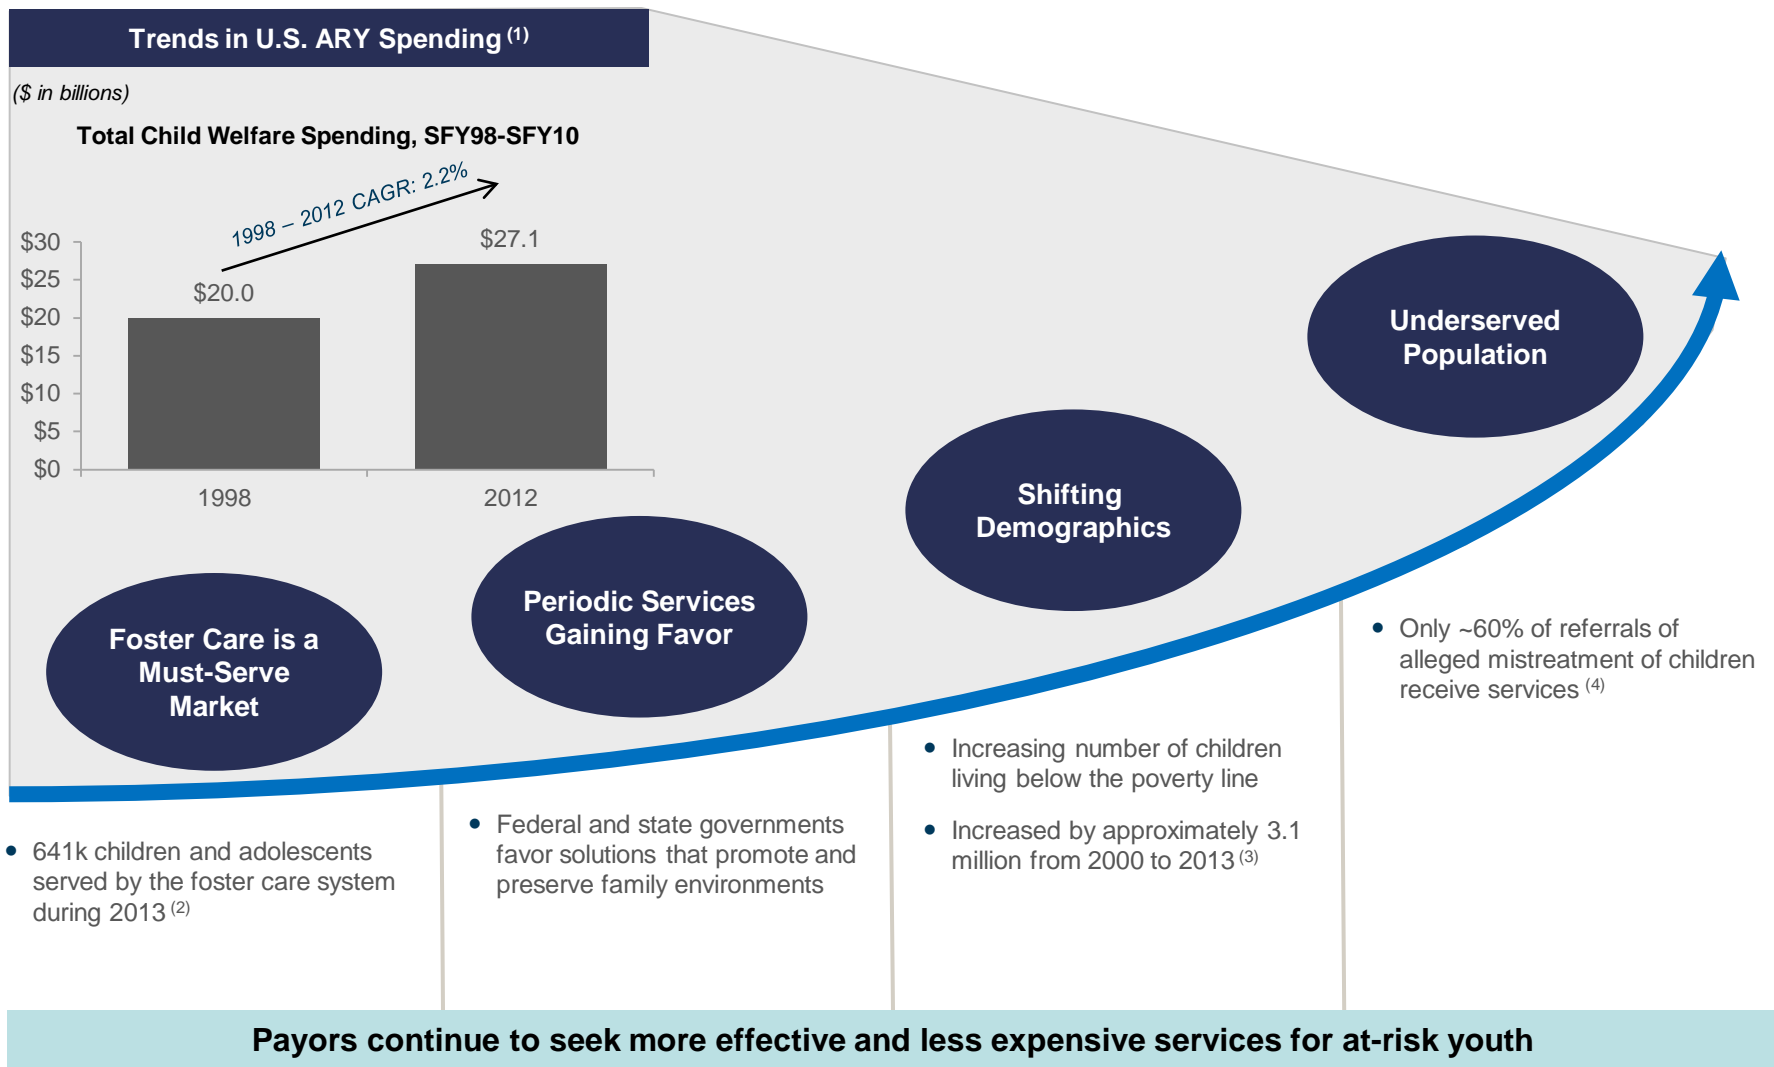 Trends in U.S. ARY Spending (1)
($ in billions)
Total Child Welfare Spending, SFY98-SFY10
1998 – 2012 CAGR: 2.2%
$30
$25
$20
$15
$10
$5
$0
$20.0
$27.1
1998
2012
Foster Care is a
Must-Serve
Market
Periodic Services
Gaining Favor
Shifting
Demographics
Underserved
Population
• 641k children and adolescents
served by the foster care system
during 2013 (2)
• Federal and state governments
favor solutions that promote and
preserve family environments
• Increasing number of children
living below the poverty line
• Increased by approximately 3.1
million from 2000 to 2013 (3)
• Only ~60% of referrals of
alleged mistreatment of children
receive services (4)
Payors continue to seek more effective and less expensive services for at-risk youth